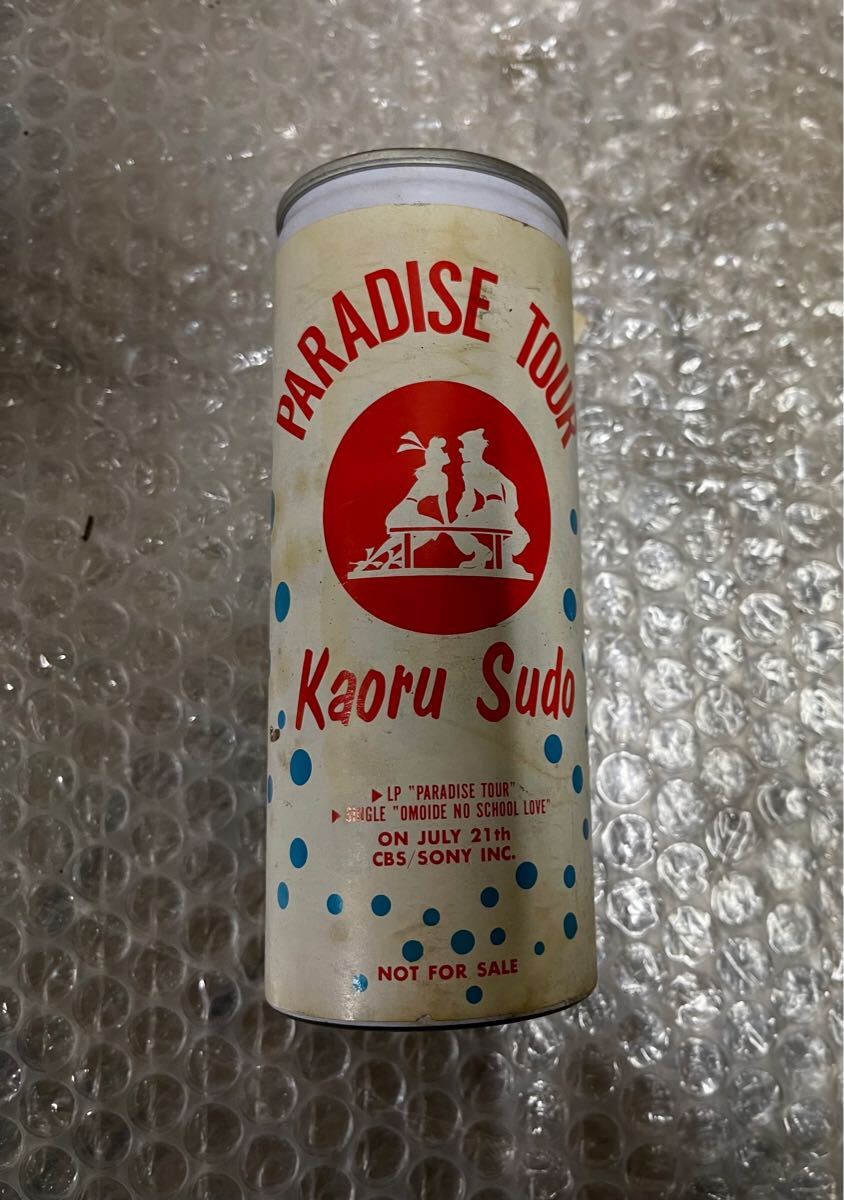 PARADISE TOUR
Kaoru Sudo
▶ LP "PARADISE TOUR"
▶ SINGLE "OMOIDE NO SCHOOL LOVE"
ON JULY 21th
CBS/SONY INC.
NOT FOR SALE